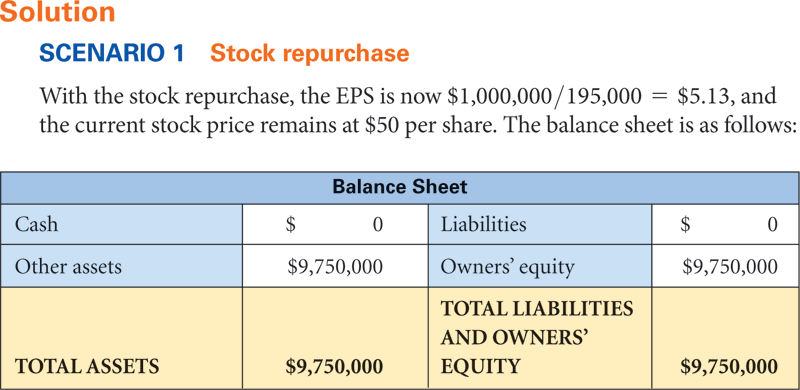 Solution
SCENARIO 1 Stock repurchase
With the stock repurchase, the EPS is now $1,000,000/195,000 = $5.13, and
the current stock price remains at $50 per share. The balance sheet is as follows:
Balance Sheet
Cash $ 0 Liabilities $ 0
Other assets $9,750,000 Owners’ equity $9,750,000
TOTAL LIABILITIES
AND OWNERS’
TOTAL ASSETS $9,750,000 EQUITY $9,750,000